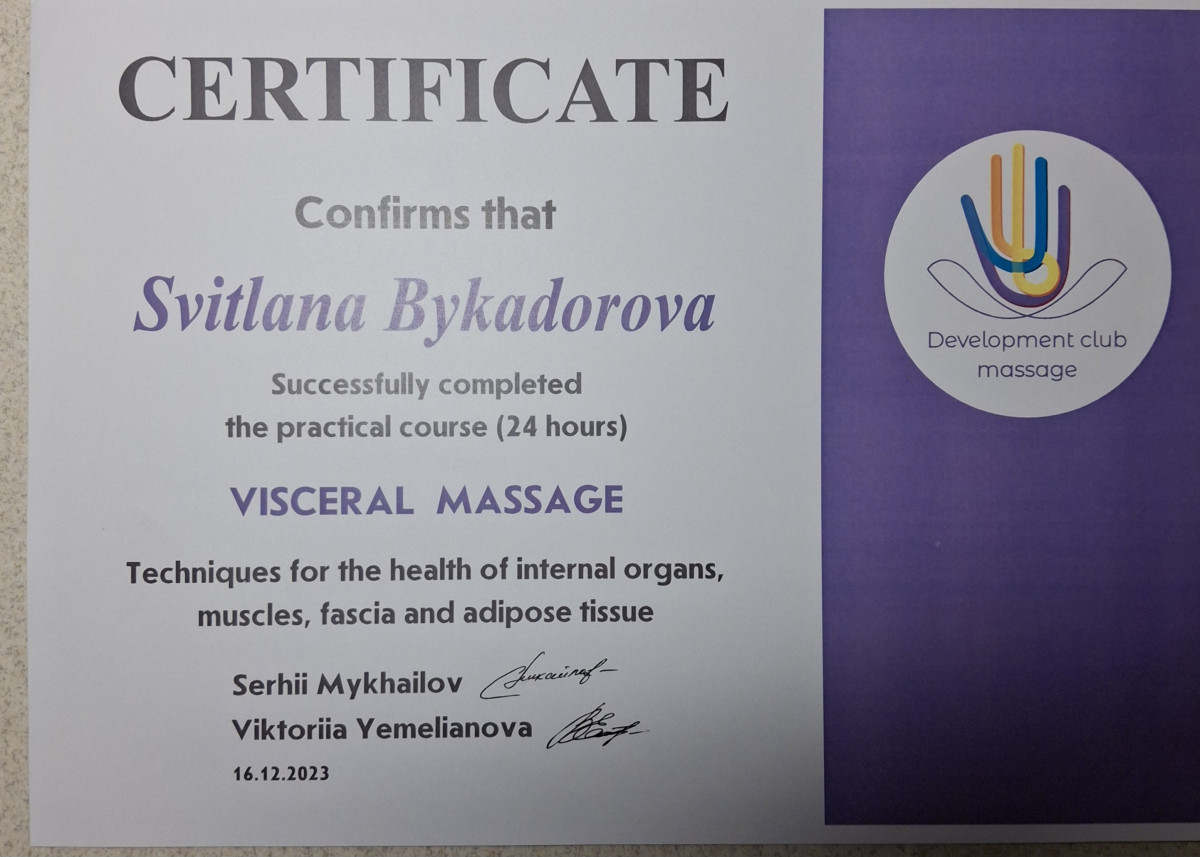 CERTIFICATE
Confirms that
Svitlana Bykadorova
Successfully completed
the practical course (24 hours)
VISCERAL MASSAGE
Techniques for the health of internal organs,
muscles, fascia and adipose tissue
Serhii Mykhailov
Viktoriia Yemelianova
16.12.2023
Development club
massage